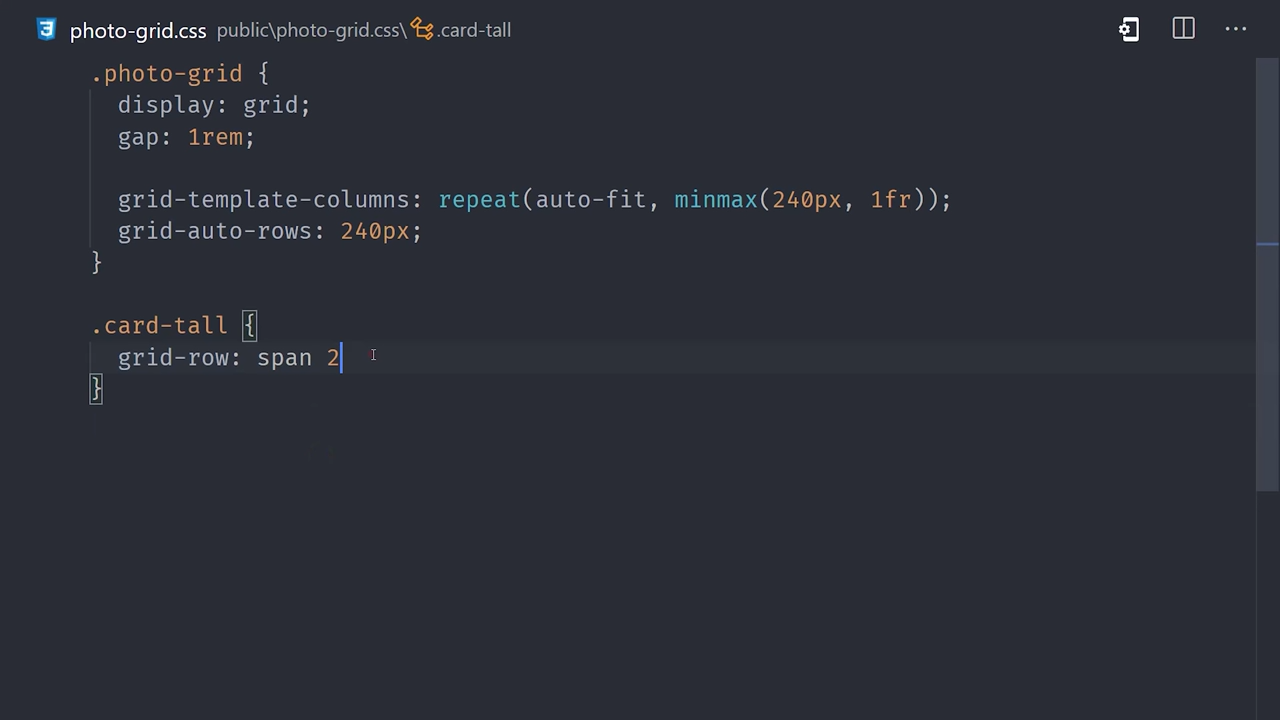 photo-grid.css public\photo-grid.css\ .card-tall
.photo-grid {
display: grid;
gap: 1rem;
grid-template-columns: repeat(auto-fit, minmax(240px, 1fr));
grid-auto-rows: 240px;
}
.card-tall {
grid-row: span 2
}